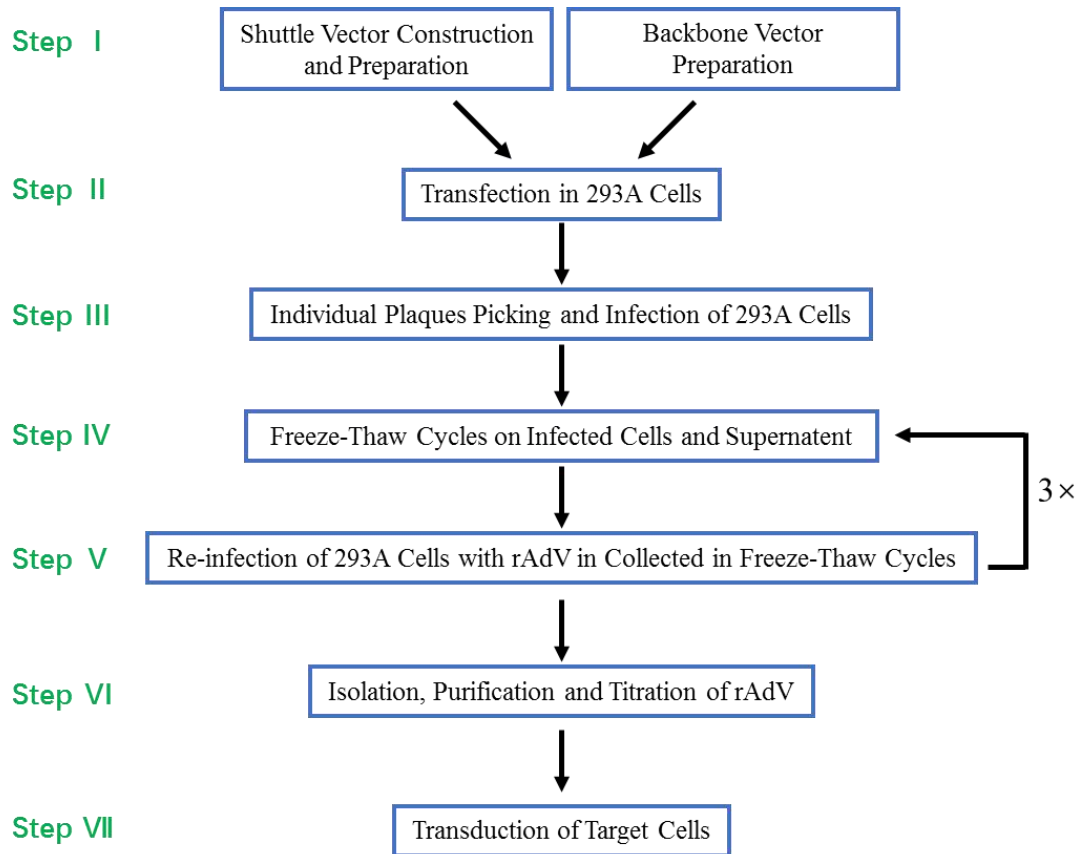 Step I
Shuttle Vector Construction
and Preparation
Backbone Vector
Preparation
Step II
Transfection in 293A Cells
Step III
Individual Plaques Picking and Infection of 293A Cells
Step IV
Freeze-Thaw Cycles on Infected Cells and Supernatent
3×
Step V
Re-infection of 293A Cells with rAdV in Collected in Freeze-Thaw Cycles
Step VI
Isolation, Purification and Titration of rAdV
Step VII
Transduction of Target Cells